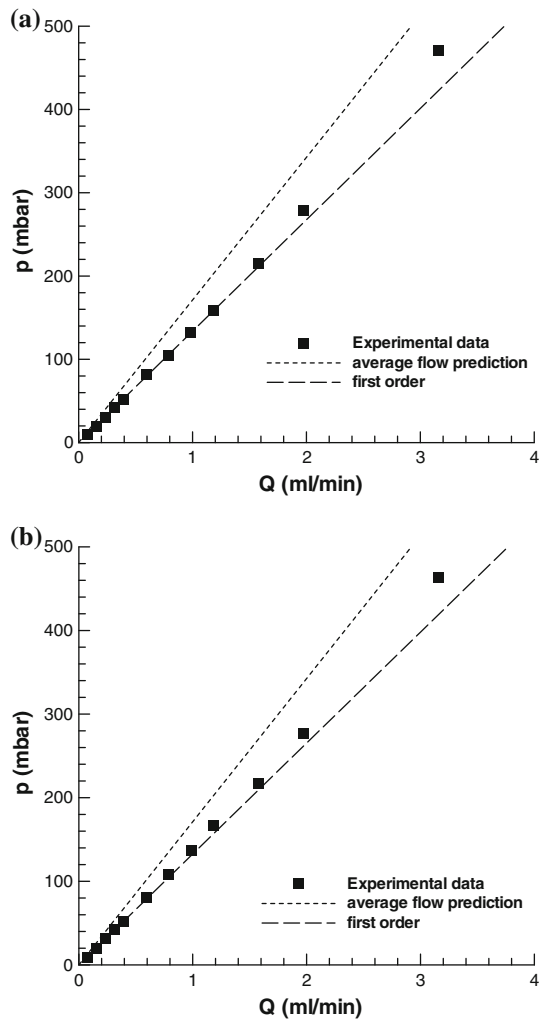 (a)
500
400
300
200
100
0
p (mbar)
Experimental data
average flow prediction
first order
0 1 2 3 4
Q (ml/min)
(b)
500
400
300
200
100
0
p (mbar)
Experimental data
average flow prediction
first order
0 1 2 3 4
Q (ml/min)